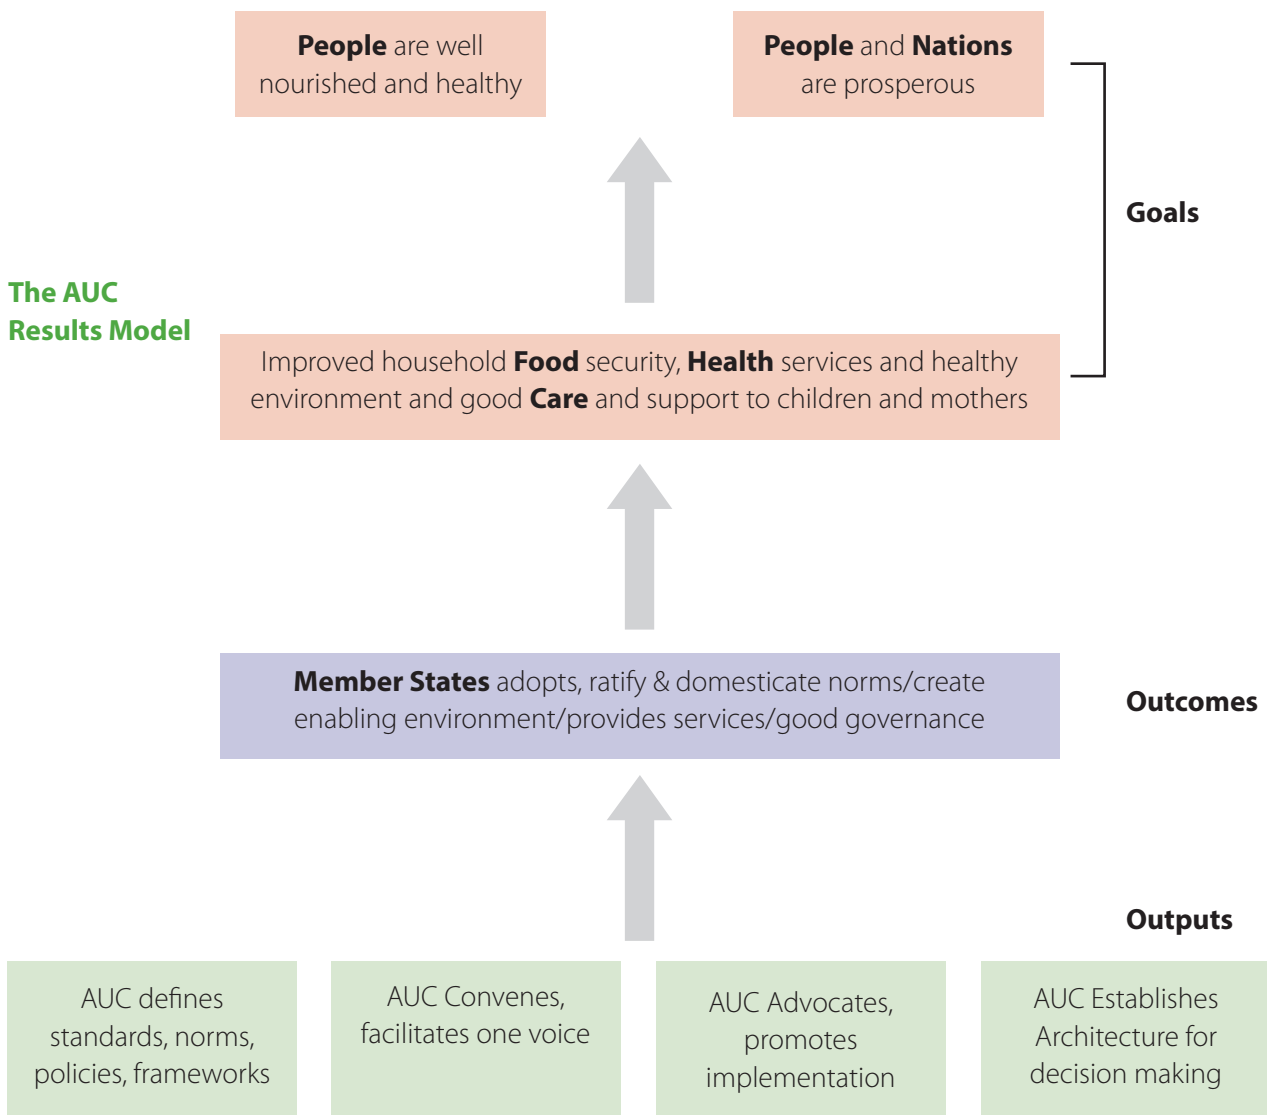 People are well
nourished and healthy
People and Nations
are prosperous
Goals
The AUC
Results Model
Improved household Food security, Health services and healthy
environment and good Care and support to children and mothers
Member States adopts, ratify & domesticate norms/create
enabling environment/provides services/good governance
Outcomes
Outputs
AUC defines
standards, norms,
policies, frameworks
AUC Convenes,
facilitates one voice
AUC Advocates,
promotes
implementation
AUC Establishes
Architecture for
decision making